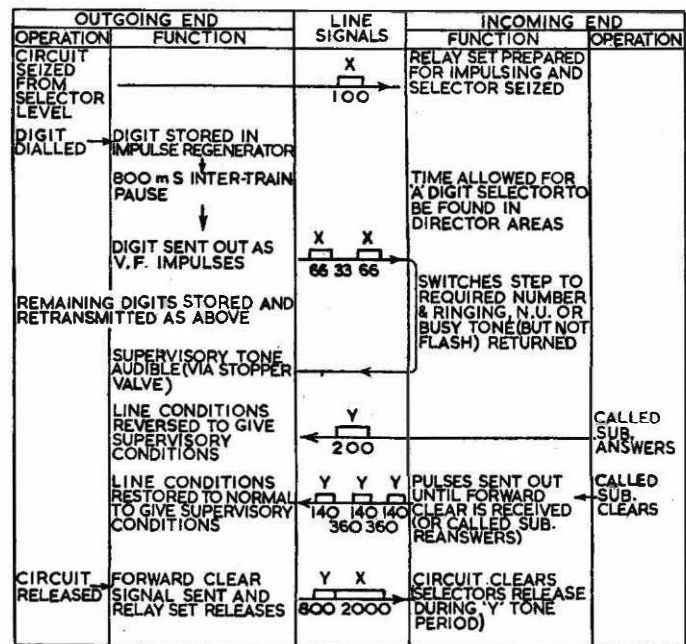 OUTGOING END
LINE SIGNALS
INCOMING END
OPERATION
FUNCTION
FUNCTION
OPERATION
CIRCUIT
SEIZED
FROM
SELECTOR
LEVEL
X
100
RELAY SET PREPARED
FOR IMPULSING AND
SELECTOR SEIZED
DIGIT
DIALLED
DIGIT STORED IN
IMPULSE REGENERATOR
800 mS INTER-TRAIN
PAUSE
TIME ALLOWED FOR
'A' DIGIT SELECTOR TO
BE FOUND IN
DIRECTOR AREAS
DIGIT SENT OUT AS
V.F. IMPULSES
X X
66 33 66
SWITCHES STEP TO
REQUIRED NUMBER
& RINGING, N.U. OR
BUSY TONE (BUT NOT
FLASH) RETURNED
REMAINING DIGITS STORED AND
RETRANSMITTED AS ABOVE
SUPERVISORY TONE
AUDIBLE (VIA STOPPER
VALVE)
LINE CONDITIONS
REVERSED TO GIVE
SUPERVISORY
CONDITIONS
Y
200
CALLED
SUB.
ANSWERS
LINE CONDITIONS
RESTORED TO NORMAL
TO GIVE SUPERVISORY
CONDITIONS
Y Y Y
140 140 140
360 360
PULSES SENT OUT
UNTIL FORWARD
CLEAR IS RECEIVED
(OR CALLED SUB.
REANSWERS)
CALLED
SUB.
CLEARS
CIRCUIT
RELEASED
FORWARD CLEAR
SIGNAL SENT AND
RELAY SET RELEASES
Y X
800 2000
CIRCUIT CLEARS
SELECTORS RELEASE
DURING 'Y' TONE
PERIOD)